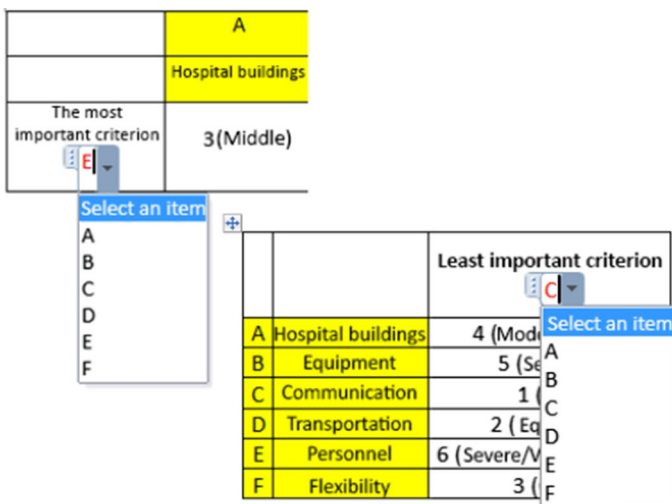 A
Hospital buildings
The most
important criterion
3(Middle)
E
Select an item
A
B
C
D
E
F
Least important criterion
C
Select an item
A
B
C
D
E
F
A Hospital buildings 4 (Mod
B Equipment 5 (Se
C Communication 1 (
D Transportation 2 ( Eq
E Personnel 6 (Severe/V
F Flexibility 3 (